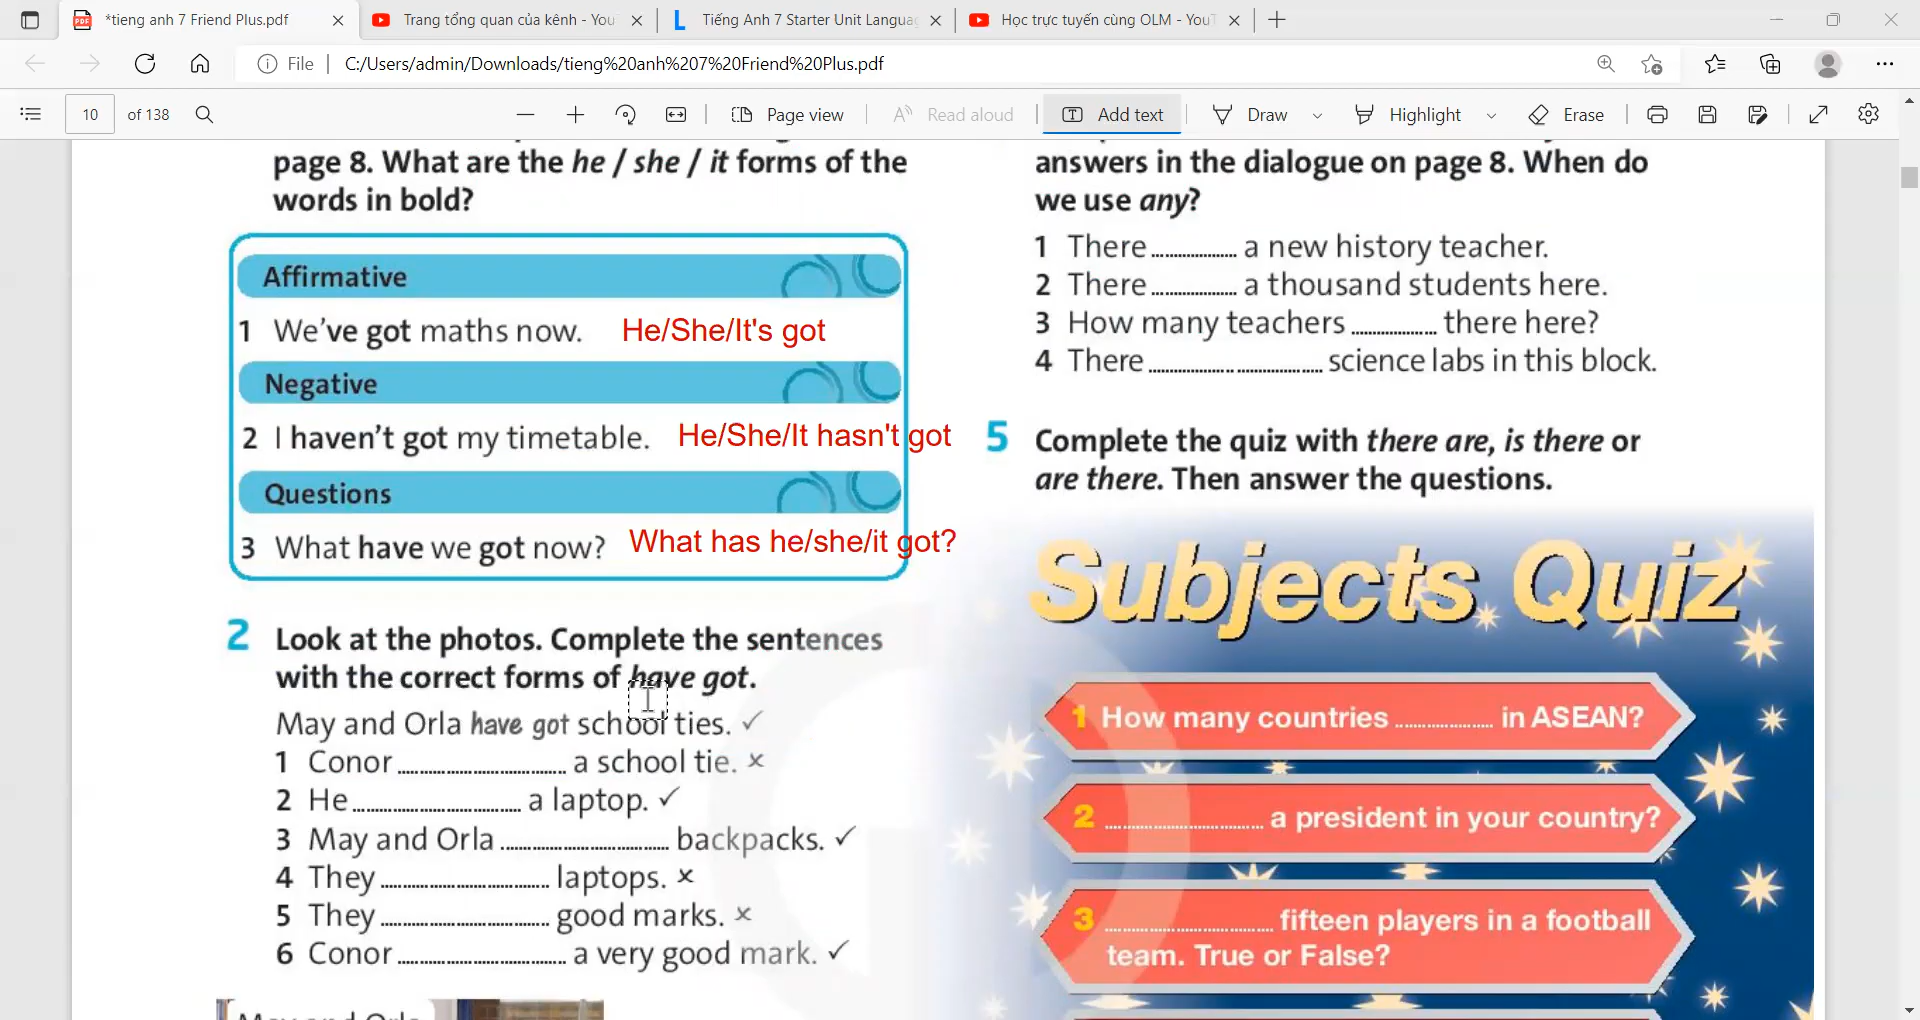 *tieng anh 7 Friend Plus.pdf
Trang tổng quan của kênh - You
Tiếng Anh 7 Starter Unit Langua
Học trực tuyến cùng OLM - YouT
File
C:/Users/admin/Downloads/tieng%20anh%207%20Friend%20Plus.pdf
10 of 138
Page view
Read aloud
Add text
Draw
Highlight
Erase
page 8. What are the he / she / it forms of the
words in bold?
Affirmative
1 We've got maths now. He/She/It's got
Negative
2 I haven't got my timetable. He/She/It hasn't got
Questions
3 What have we got now? What has he/she/it got?
2 Look at the photos. Complete the sentences
with the correct forms of have got.
May and Orla have got school ties. ✓
1 Conor .................... a school tie. ×
2 He .................... a laptop. ✓
3 May and Orla .................... backpacks. ✓
4 They .................... laptops. ×
5 They .................... good marks. ×
6 Conor .................... a very good mark. ✓
May and Orla
answers in the dialogue on page 8. When do
we use any?
1 There .............. a new history teacher.
2 There .............. a thousand students here.
3 How many teachers .............. there here?
4 There .............. .............. science labs in this block.
5 Complete the quiz with there are, is there or
are there. Then answer the questions.
Subjects Quiz
1 How many countries .............. in ASEAN?
2 .................... a president in your country?
3 .................... fifteen players in a football
team. True or False?